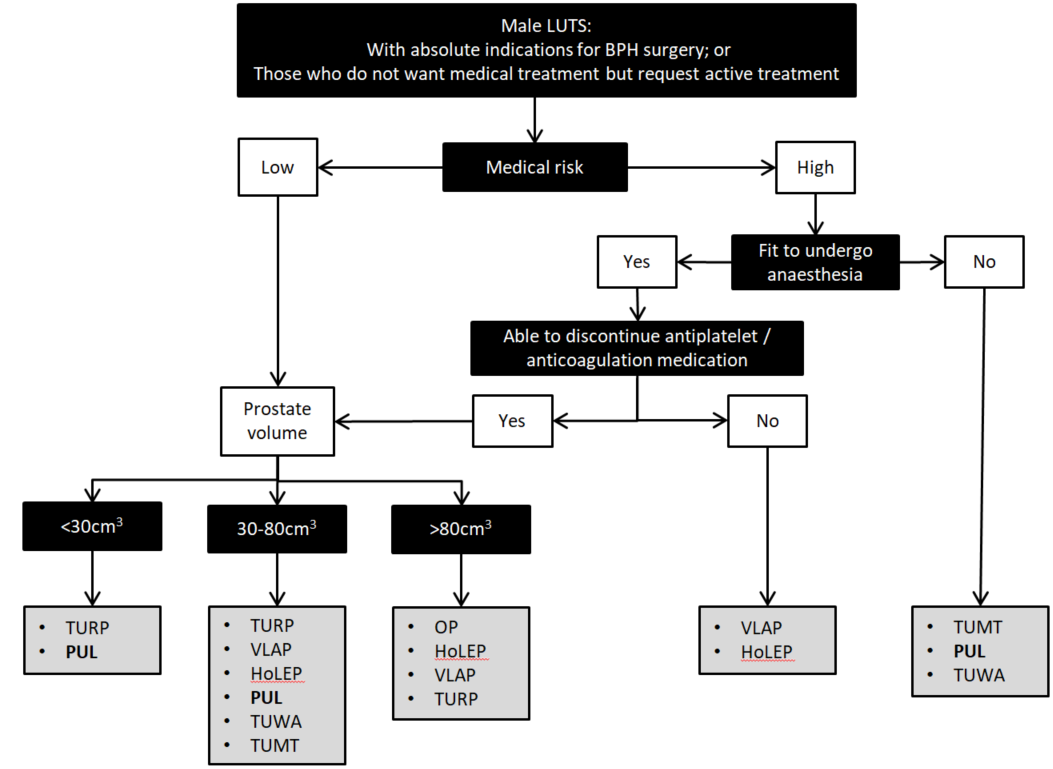 Male LUTS:
With absolute indications for BPH surgery; or
Those who do not want medical treatment but request active treatment
Low
Medical risk
High
Yes
Fit to undergo
anaesthesia
No
Able to discontinue antiplatelet /
anticoagulation medication
Prostate
volume
Yes
No
<30cm³
30-80cm³
>80cm³
• TURP
• PUL
• TURP
• VLAP
• HoLEP
• PUL
• TUWA
• TUMT
• OP
• HoLEP
• VLAP
• TURP
• VLAP
• HoLEP
• TUMT
• PUL
• TUWA